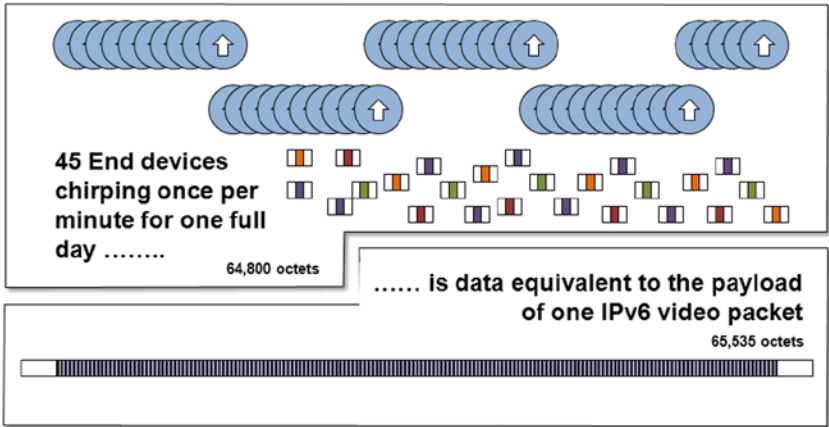 45 End devices
chirping once per
minute for one full
day ........
64,800 octets
...... is data equivalent to the payload
of one IPv6 video packet
65,535 octets